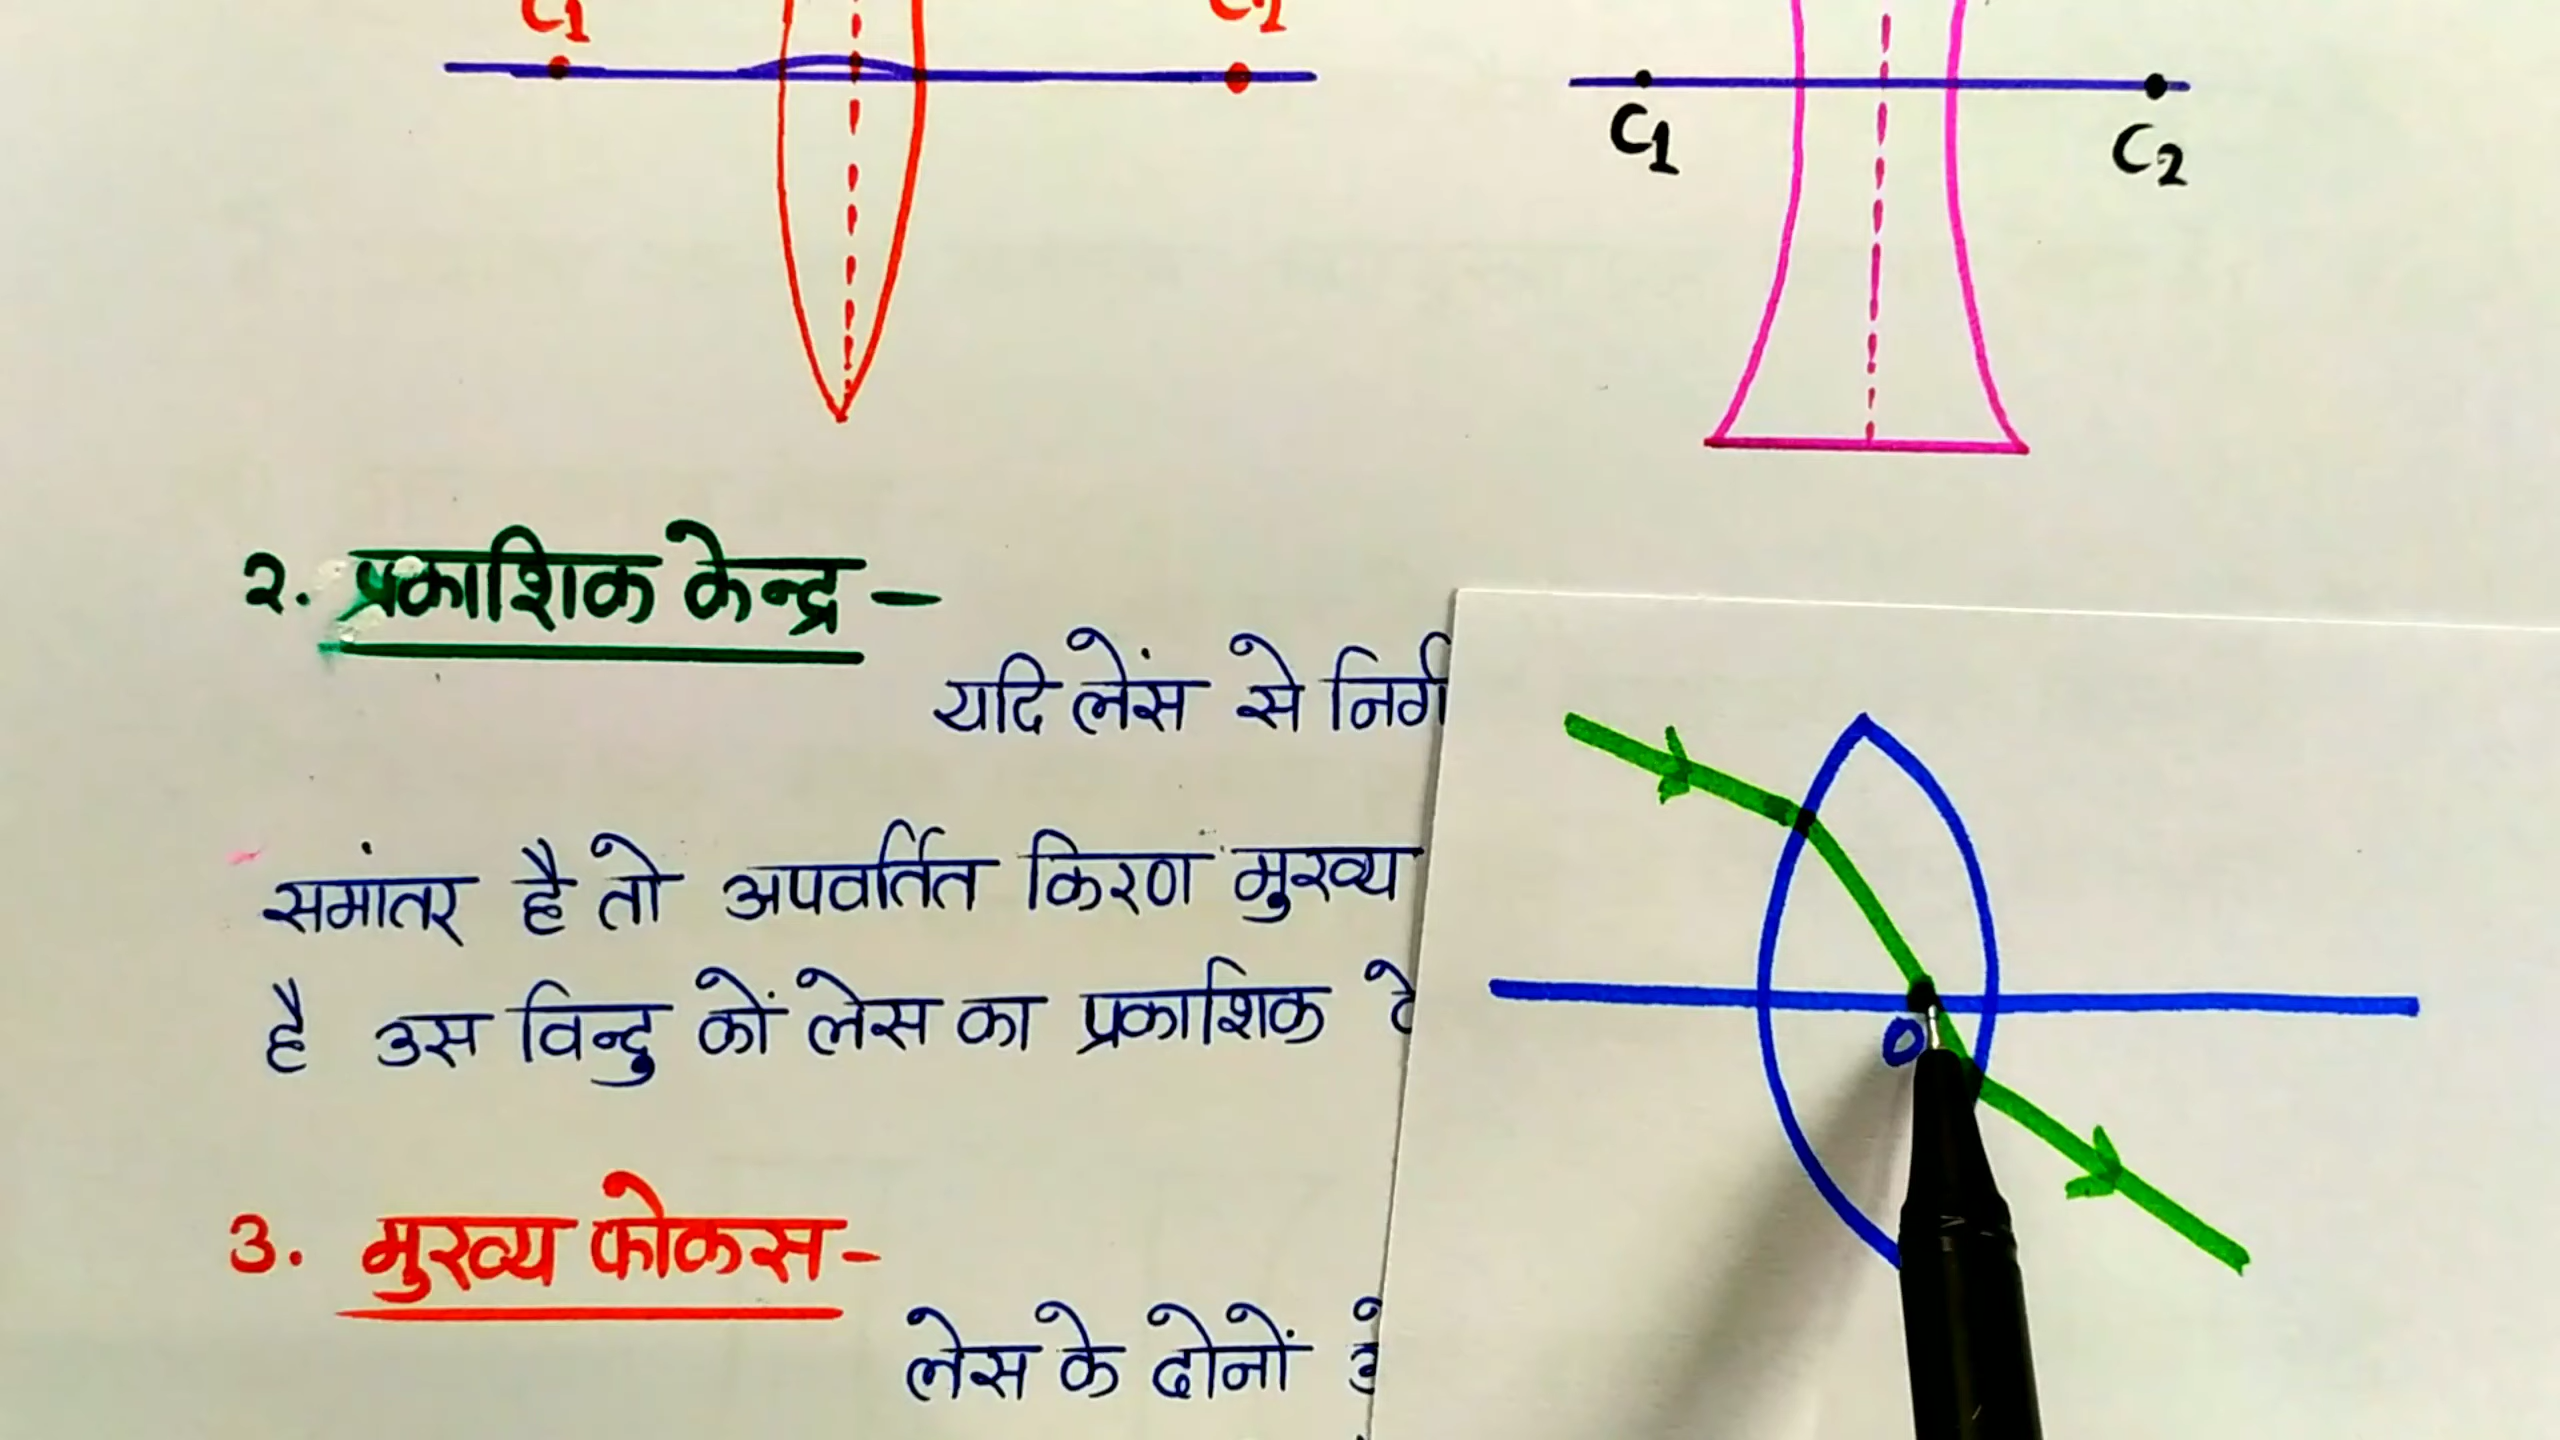 C1
C1 C2
२. प्रकाशिक केन्द्र –
यदि लेंस से
समांतर है तो अपवर्तित किरण मुख्य
है उस विन्दु कों लेस का प्रकाशिक
O
3. मुख्य फोकस-
लेस के दोनों